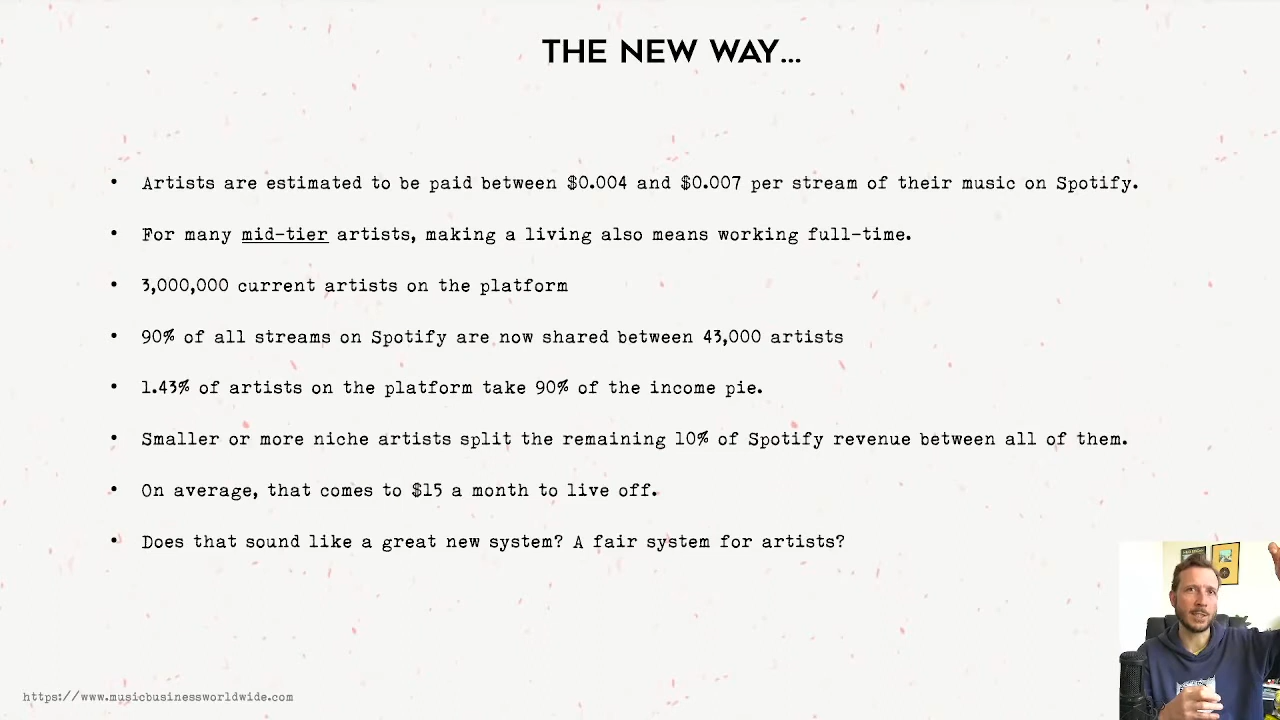 THE NEW WAY...
• Artists are estimated to be paid between $0.004 and $0.007 per stream of their music on Spotify.
• For many mid-tier artists, making a living also means working full-time.
• 3,000,000 current artists on the platform
• 90% of all streams on Spotify are now shared between 43,000 artists
• 1.43% of artists on the platform take 90% of the income pie.
• Smaller or more niche artists split the remaining 10% of Spotify revenue between all of them.
• On average, that comes to $15 a month to live off.
• Does that sound like a great new system? A fair system for artists?
https://www.musicbusinessworldwide.com